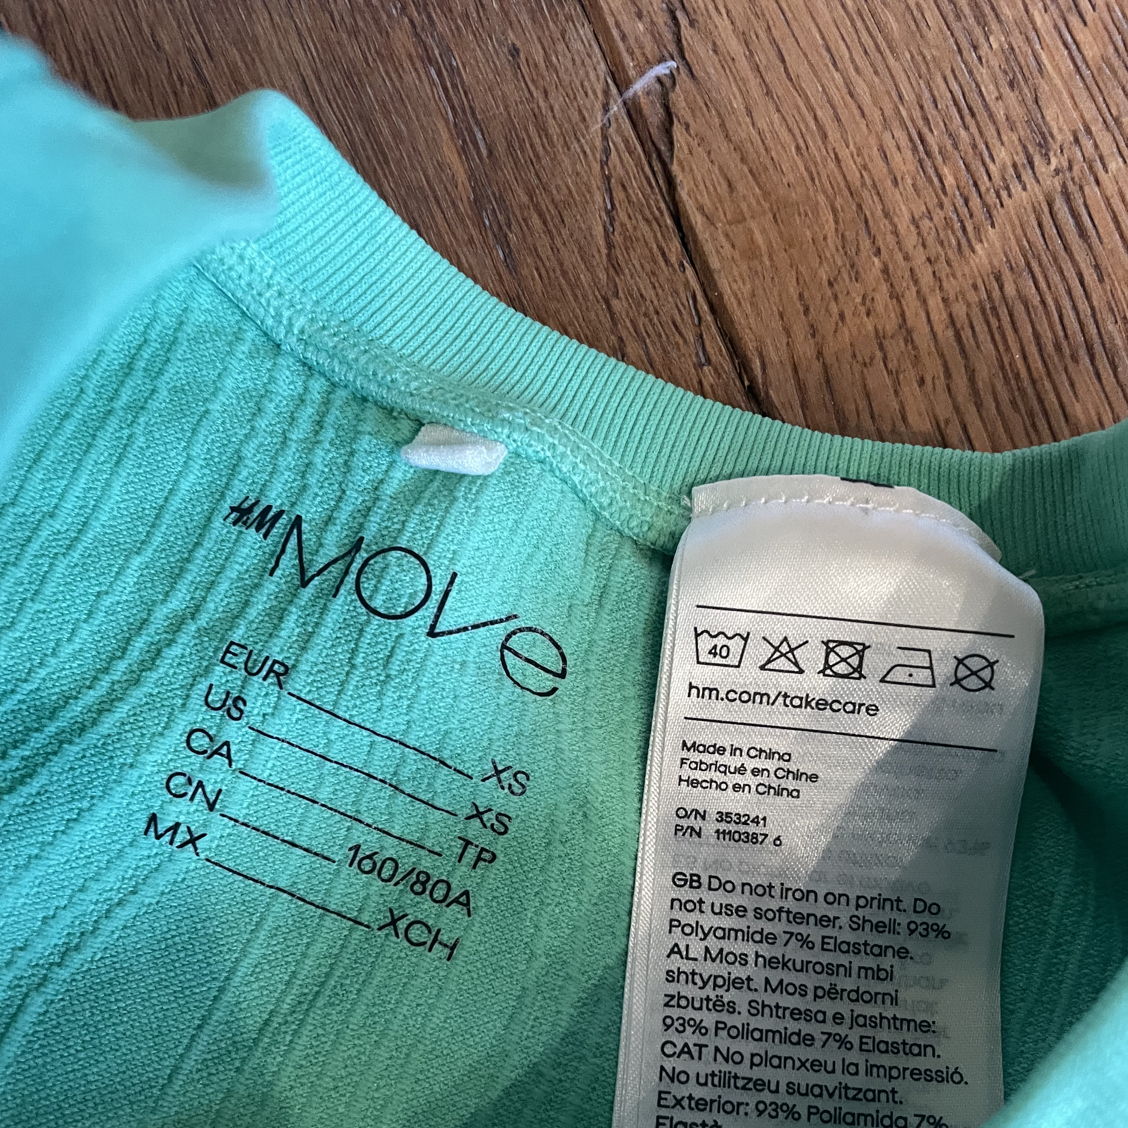 H&M MOVE
EUR XS
US XS
CA TP
CN 160/80A
MX XCH
40
hm.com/takecare
Made in China
Fabriqué en Chine
Hecho en China
O/N 353241
P/N 1110387 6
GB Do not iron on print. Do
not use softener. Shell: 93%
Polyamide 7% Elastane.
AL Mos hekurosni mbi
shtypjet. Mos përdorni
zbutës. Shtresa e jashtme:
93% Poliamide 7% Elastan.
CAT No planxeu la impressió.
No utilitzeu suavitzant.
Exterior: 93% Poliamida 7%
Elastà